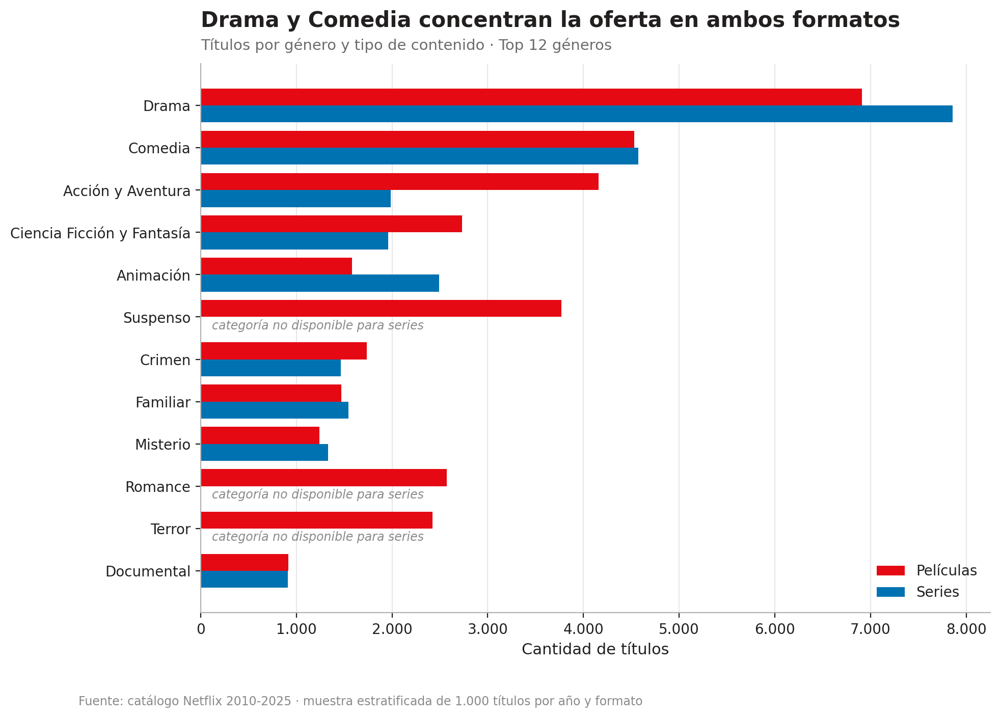 Drama y Comedia concentran la oferta en ambos formatos
Títulos por género y tipo de contenido · Top 12 géneros
Drama
Comedia
Acción y Aventura
Ciencia Ficción y Fantasía
Animación
Suspenso
categoría no disponible para series
Crimen
Familiar
Misterio
Romance
categoría no disponible para series
Terror
categoría no disponible para series
Documental
Películas
Series
0 1.000 2.000 3.000 4.000 5.000 6.000 7.000 8.000
Cantidad de títulos
Fuente: catálogo Netflix 2010-2025 · muestra estratificada de 1.000 títulos por año y formato